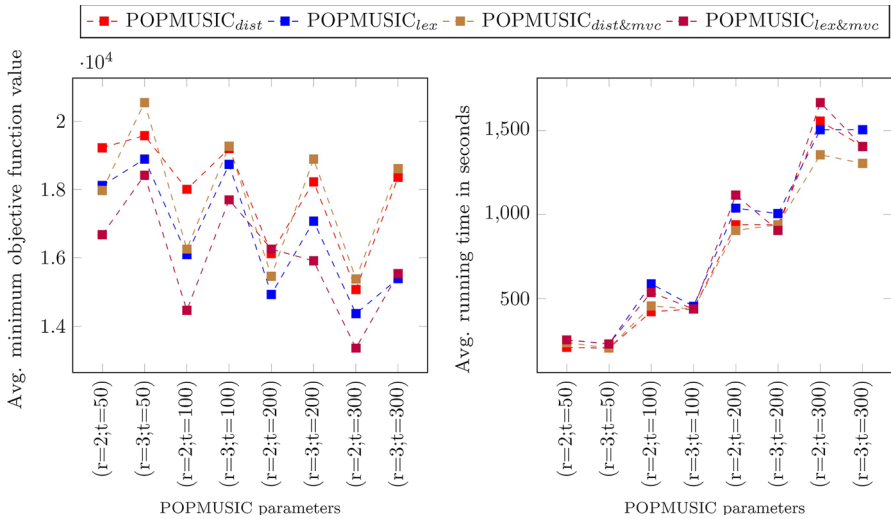 POPMUSIC_dist POPMUSIC_lex POPMUSIC_dist&mvc POPMUSIC_lex&mvc
·10^4
Avg. minimum objective function value
2
1.8
1.6
1.4
(r=2;t=50)
(r=3;t=50)
(r=2;t=100)
(r=3;t=100)
(r=2;t=200)
(r=3;t=200)
(r=2;t=300)
(r=3;t=300)
POPMUSIC parameters
Avg. running time in seconds
1,500
1,000
500
(r=2;t=50)
(r=3;t=50)
(r=2;t=100)
(r=3;t=100)
(r=2;t=200)
(r=3;t=200)
(r=2;t=300)
(r=3;t=300)
POPMUSIC parameters